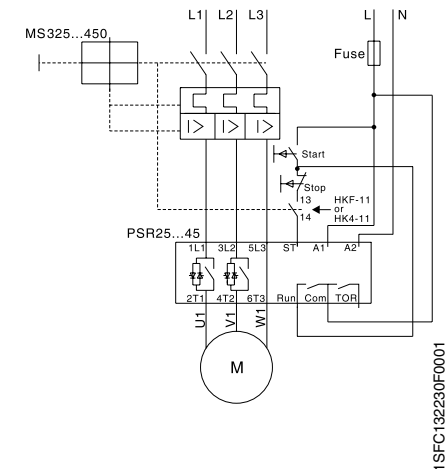 L1 L2 L3 L N
MS325...450
Fuse
I> I> I>
Start
Stop
13 HKF-11
or
14 HK4-11
PSR25...45
1L1 3L2 5L3 ST A1 A2
2T1 4T2 6T3 Run Com TOR
U1 V1 W1
M
1SFC132230F0001